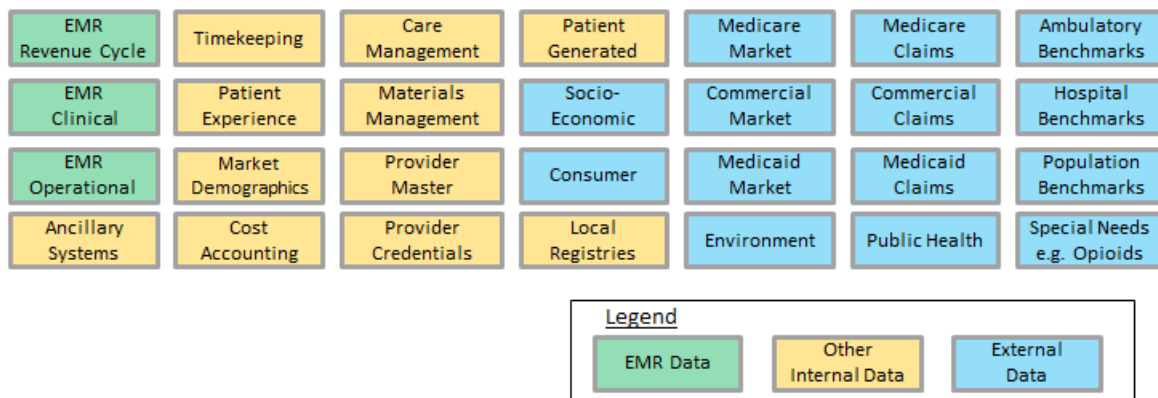 EMR
Revenue Cycle
Timekeeping
Care
Management
Patient
Generated
Medicare
Market
Medicare
Claims
Ambulatory
Benchmarks
EMR
Clinical
Patient
Experience
Materials
Management
Socio-
Economic
Commercial
Market
Commercial
Claims
Hospital
Benchmarks
EMR
Operational
Market
Demographics
Provider
Master
Consumer
Medicaid
Market
Medicaid
Claims
Population
Benchmarks
Ancillary
Systems
Cost
Accounting
Provider
Credentials
Local
Registries
Environment
Public Health
Special Needs
e.g. Opioids
Legend
EMR Data
Other
Internal Data
External
Data